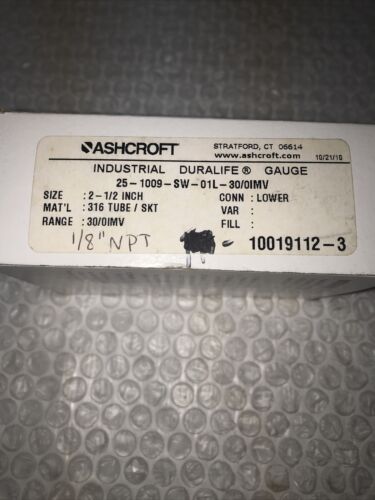 ASHCROFT
STRATFORD, CT 06614
www.ashcroft.com 10/21/10
INDUSTRIAL DURALIFE® GAUGE
25-1009-SW-01L-30/0IMV
SIZE : 2-1/2 INCH CONN : LOWER
MAT'L : 316 TUBE / SKT VAR :
RANGE : 30/0IMV FILL :
1/8" NPT 10019112-3